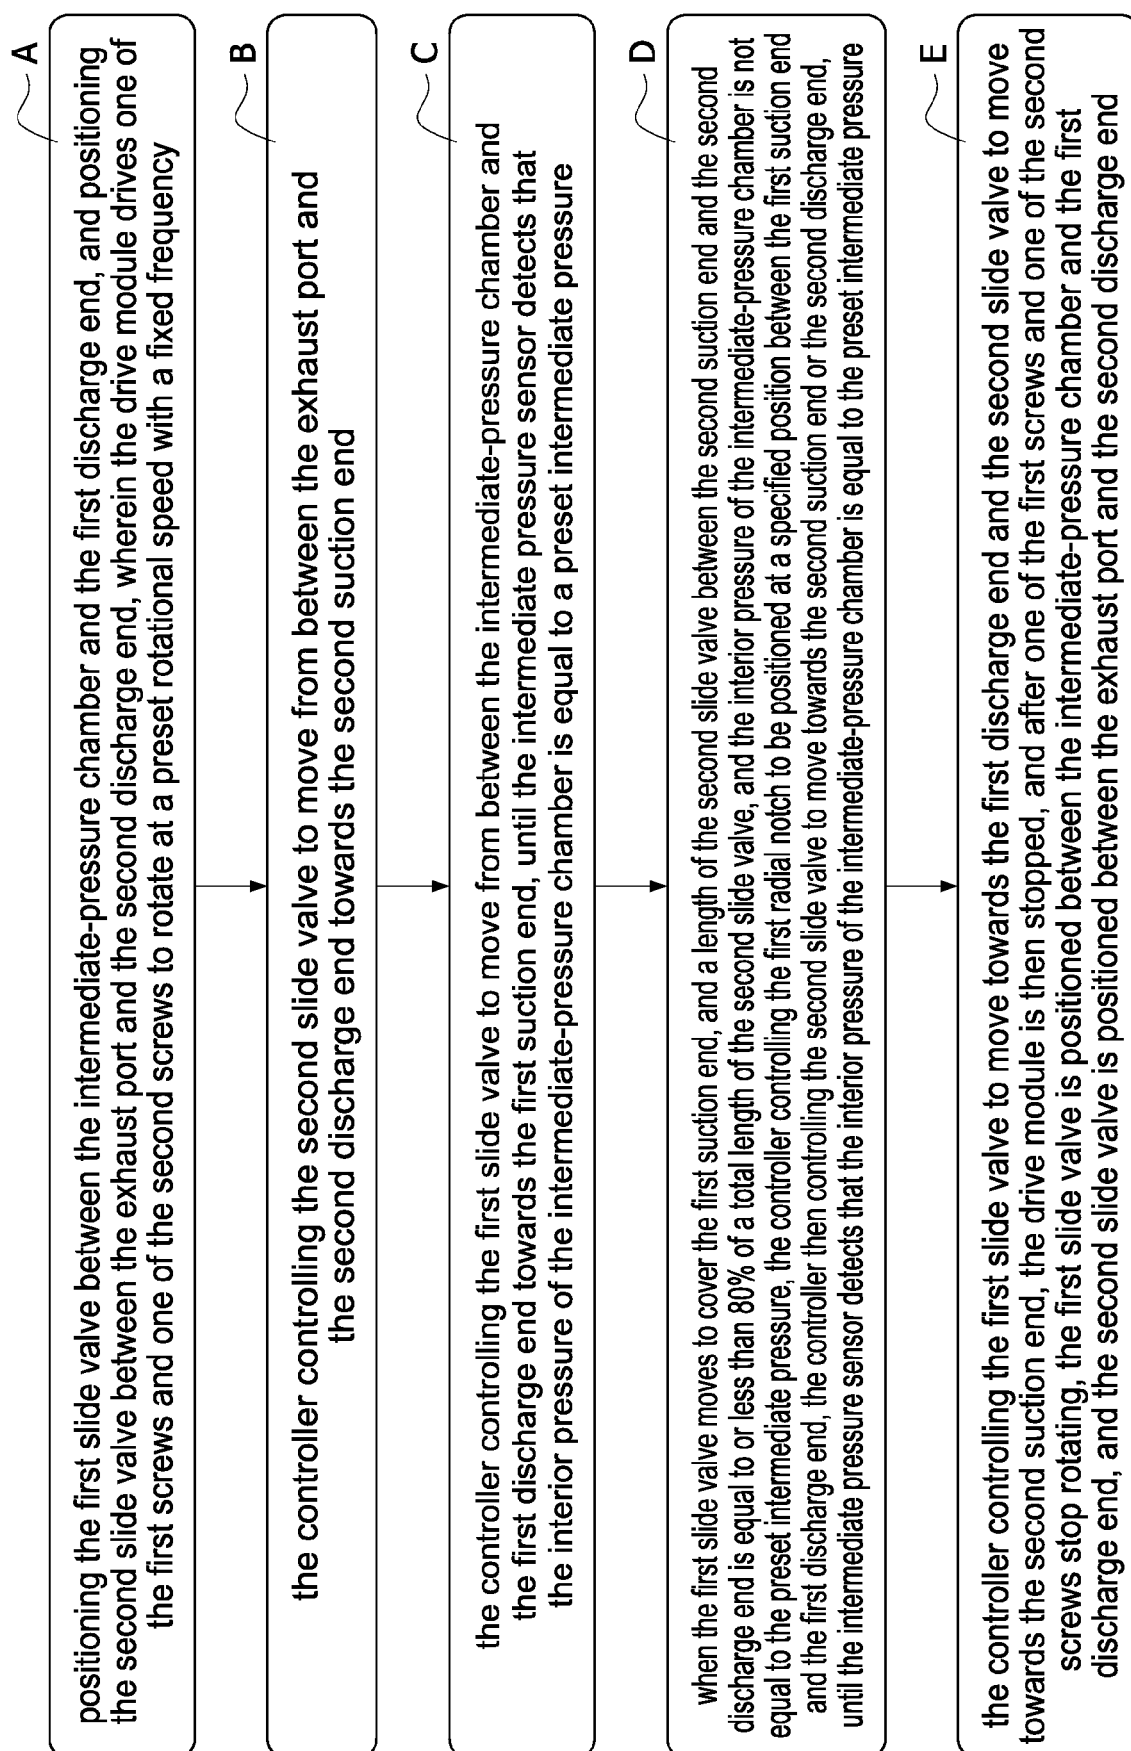 A
positioning the first slide valve between the intermediate-pressure chamber and the first discharge end, and positioning
the second slide valve between the exhaust port and the second discharge end, wherein the drive module drives one of
the first screws and one of the second screws to rotate at a preset rotational speed with a fixed frequency
B
the controller controlling the second slide valve to move from between the exhaust port and
the second discharge end towards the second suction end
C
the controller controlling the first slide valve to move from between the intermediate-pressure chamber and
the first discharge end towards the first suction end, until the intermediate pressure sensor detects that
the interior pressure of the intermediate-pressure chamber is equal to a preset intermediate pressure
D
when the first slide valve moves to cover the first suction end, and a length of the second slide valve between the second suction end and the second
discharge end is equal to or less than 80% of a total length of the second slide valve, and the interior pressure of the intermediate-pressure chamber is not
equal to the preset intermediate pressure, the controller controlling the first radial notch to be positioned at a specified position between the first suction end
and the first discharge end, the controller then controlling the second slide valve to move towards the second suction end or the second discharge end,
until the intermediate pressure sensor detects that the interior pressure of the intermediate-pressure chamber is equal to the preset intermediate pressure
E
the controller controlling the first slide valve to move towards the first discharge end and the second slide valve to move
towards the second suction end, the drive module is then stopped, and after one of the first screws and one of the second
screws stop rotating, the first slide valve is positioned between the intermediate-pressure chamber and the first
discharge end, and the second slide valve is positioned between the exhaust port and the second discharge end